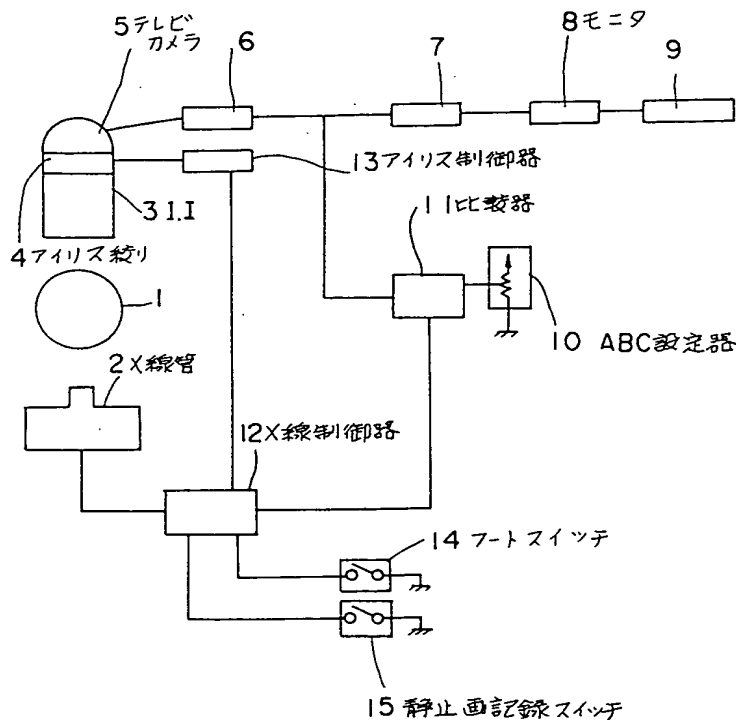 5テレビ
カメラ
6
7
8モニタ
9
13アイリス制御器
3 I.I
11比較器
4アイリス絞り
1
10 ABC設定器
2X線管
12X線制御器
14 フートスイッチ
15 静止画記録スイッチ